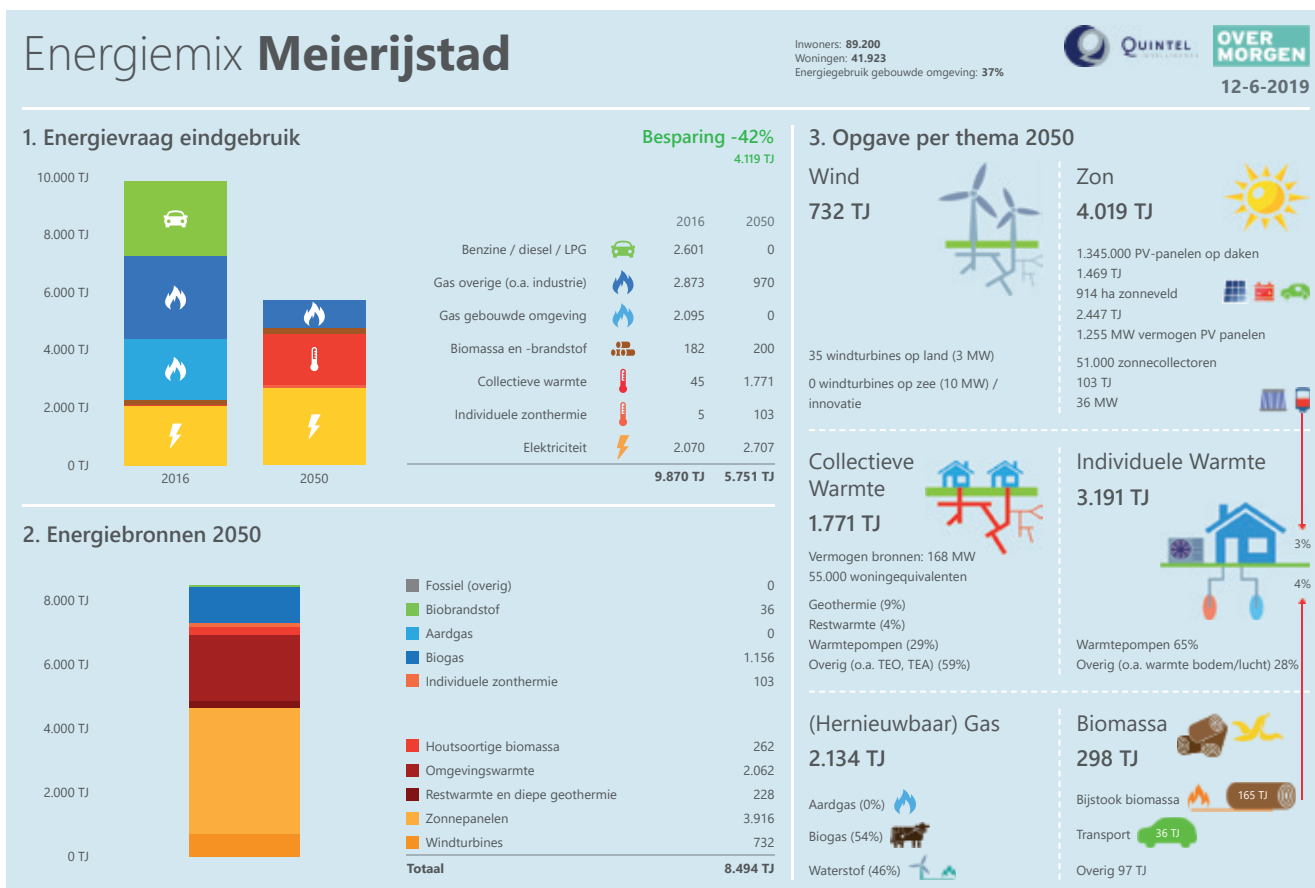 Energiemix Meierijstad
Inwoners: 89.200
Woningen: 41.923
Energiegebruik gebouwde omgeving: 37%
QUINTEL
OVER
MORGEN
12-6-2019
1. Energievraag eindgebruik
Besparing -42%
4.119 TJ
10.000 TJ
8.000 TJ
6.000 TJ
4.000 TJ
2.000 TJ
0 TJ
2016 2050
2016 2050
Benzine / diesel / LPG 2.601 0
Gas overige (o.a. industrie) 2.873 970
Gas gebouwde omgeving 2.095 0
Biomassa en -brandstof 182 200
Collectieve warmte 45 1.771
Individuele zonthermie 5 103
Elektriciteit 2.070 2.707
9.870 TJ 5.751 TJ
2. Energiebronnen 2050
8.000 TJ
6.000 TJ
4.000 TJ
2.000 TJ
0 TJ
Fossiel (overig) 0
Biobrandstof 36
Aardgas 0
Biogas 1.156
Individuele zonthermie 103
Houtsoortige biomassa 262
Omgevingswarmte 2.062
Restwarmte en diepe geothermie 228
Zonnepanelen 3.916
Windturbines 732
Totaal 8.494 TJ
3. Opgave per thema 2050
Wind
732 TJ
35 windturbines op land (3 MW)
0 windturbines op zee (10 MW) /
innovatie
Zon
4.019 TJ
1.345.000 PV-panelen op daken
1.469 TJ
914 ha zonneveld
2.447 TJ
1.255 MW vermogen PV panelen
51.000 zonnecollectoren
103 TJ
36 MW
Collectieve
Warmte
1.771 TJ
Vermogen bronnen: 168 MW
55.000 woningequivalenten
Geothermie (9%)
Restwarmte (4%)
Warmtepompen (29%)
Overig (o.a. TEO, TEA) (59%)
Individuele Warmte
3.191 TJ
3%
4%
Warmtepompen 65%
Overig (o.a. warmte bodem/lucht) 28%
(Hernieuwbaar) Gas
2.134 TJ
Aardgas (0%)
Biogas (54%)
Waterstof (46%)
Biomassa
298 TJ
Bijstook biomassa 165 TJ
Transport 36 TJ
Overig 97 TJ